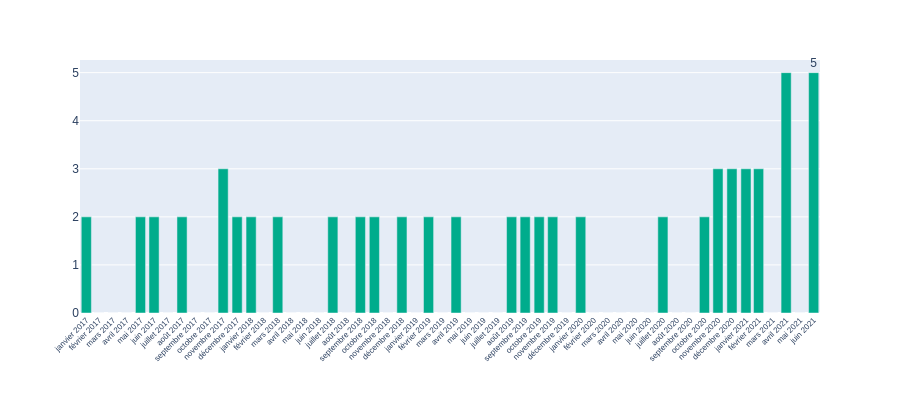 5
4
3
2
1
0
5
janvier 2017
février 2017
mars 2017
avril 2017
mai 2017
juin 2017
juillet 2017
août 2017
septembre 2017
octobre 2017
novembre 2017
décembre 2017
janvier 2018
février 2018
mars 2018
avril 2018
mai 2018
juin 2018
juillet 2018
août 2018
septembre 2018
octobre 2018
novembre 2018
décembre 2018
janvier 2019
février 2019
mars 2019
avril 2019
mai 2019
juin 2019
juillet 2019
août 2019
septembre 2019
octobre 2019
novembre 2019
décembre 2019
janvier 2020
février 2020
mars 2020
avril 2020
mai 2020
juin 2020
juillet 2020
août 2020
septembre 2020
octobre 2020
novembre 2020
décembre 2020
janvier 2021
février 2021
mars 2021
avril 2021
mai 2021
juin 2021